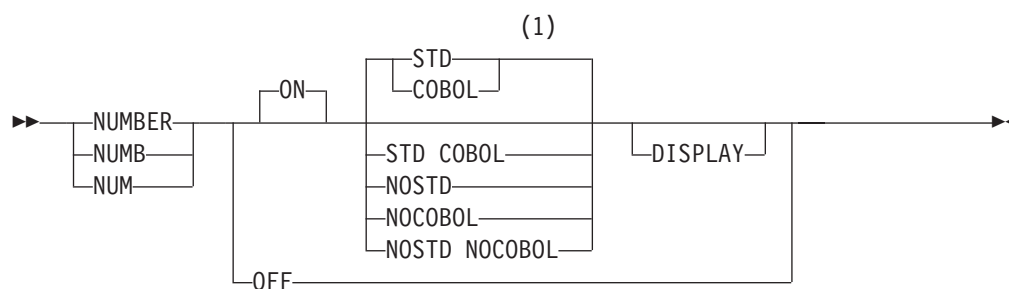 (1)
STD
ON
COBOL
NUMBER
NUMB
STD COBOL
DISPLAY
NUM
NOSTD
NOCOBOL
NOSTD NOCOBOL
OFF